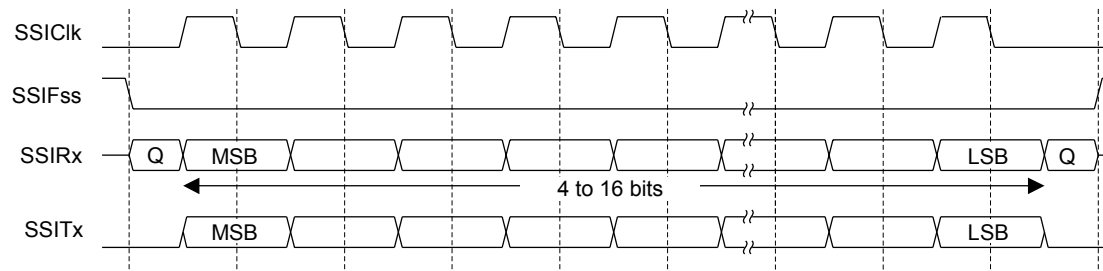 SSIClk
SSIFss
SSIRx Q MSB LSB Q
4 to 16 bits
SSITx MSB LSB